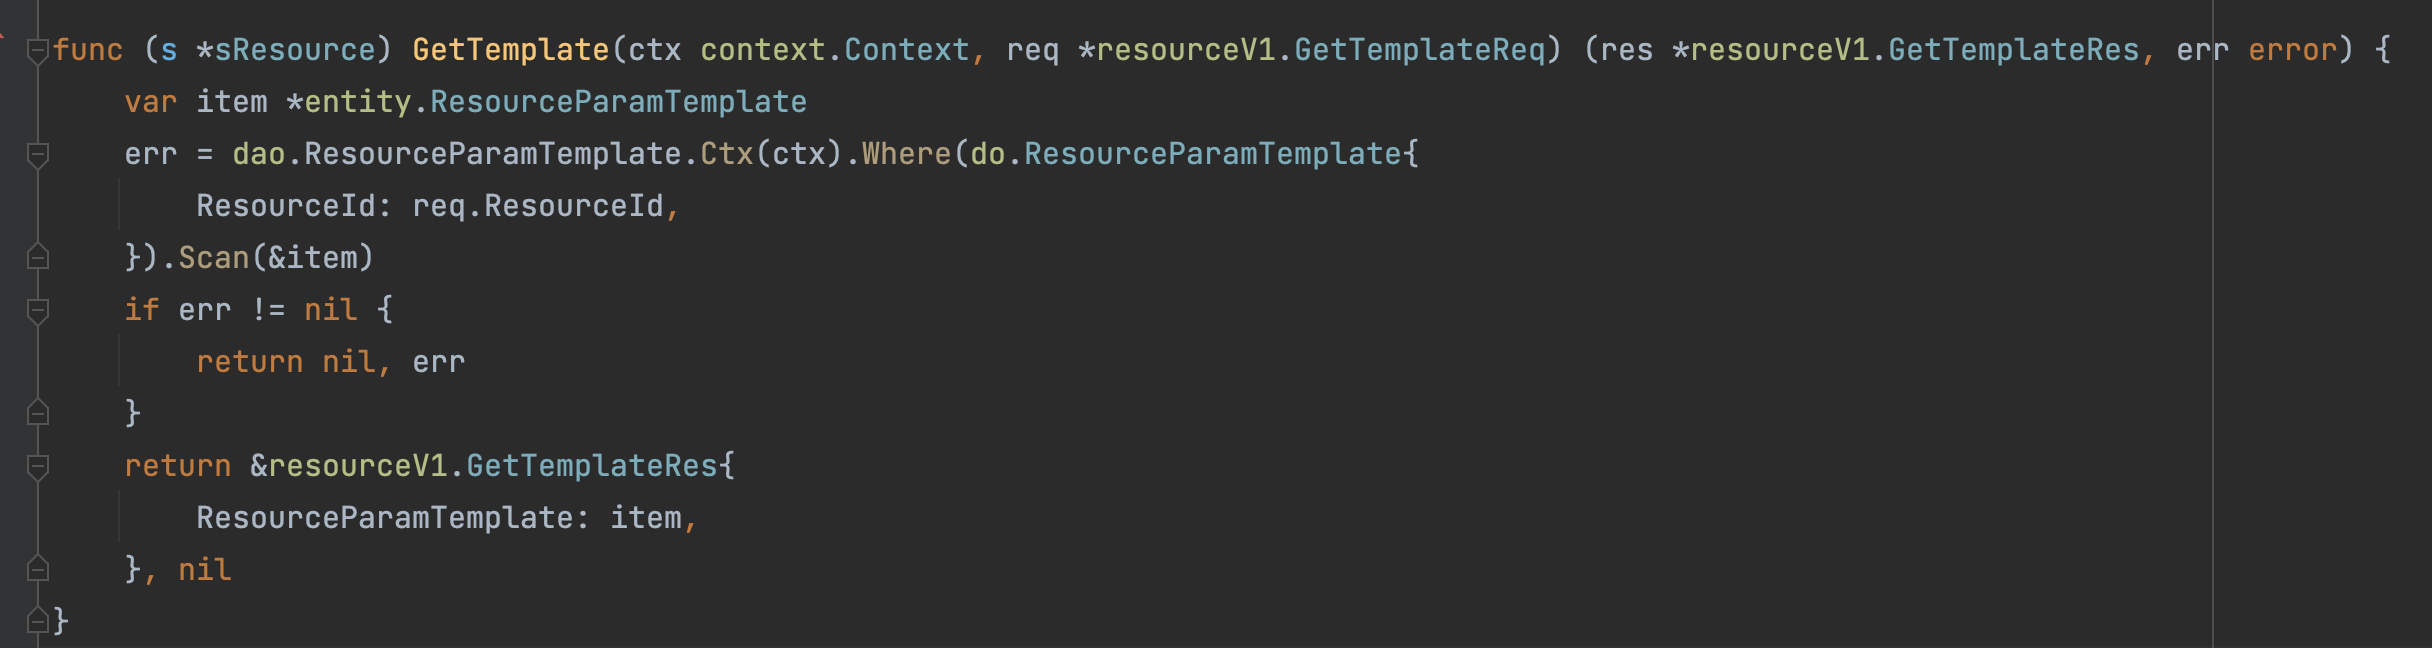 func (s *sResource) GetTemplate(ctx context.Context, req *resourceV1.GetTemplateReq) (res *resourceV1.GetTemplateRes, err error) {
    var item *entity.ResourceParamTemplate
    err = dao.ResourceParamTemplate.Ctx(ctx).Where(do.ResourceParamTemplate{
        ResourceId: req.ResourceId,
    }).Scan(&item)
    if err != nil {
        return nil, err
    }
    return &resourceV1.GetTemplateRes{
        ResourceParamTemplate: item,
    }, nil
}